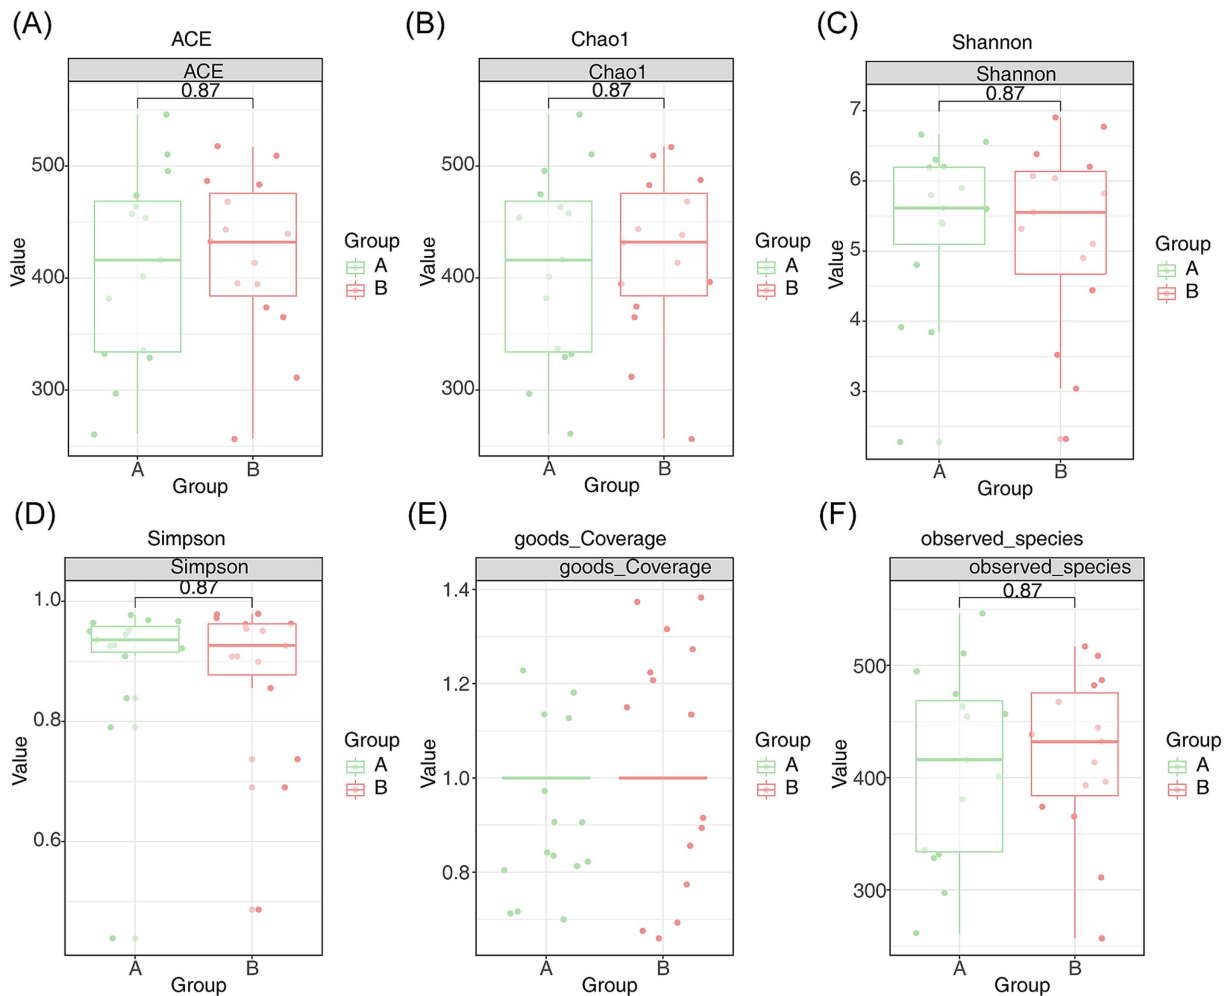 (A)
ACE
ACE
0.87
500
400
300
Value
A
B
Group
Group
A
B
(B)
Chao1
Chao1
0.87
500
400
300
Value
A
B
Group
Group
A
B
(C)
Shannon
Shannon
0.87
7
6
5
4
3
Value
A
B
Group
Group
A
B
(D)
Simpson
Simpson
0.87
1.0
0.8
0.6
Value
A
B
Group
Group
A
B
(E)
goods_Coverage
goods_Coverage
1.4
1.2
1.0
0.8
Value
A
B
Group
Group
A
B
(F)
observed_species
observed_species
0.87
500
400
300
Value
A
B
Group
Group
A
B